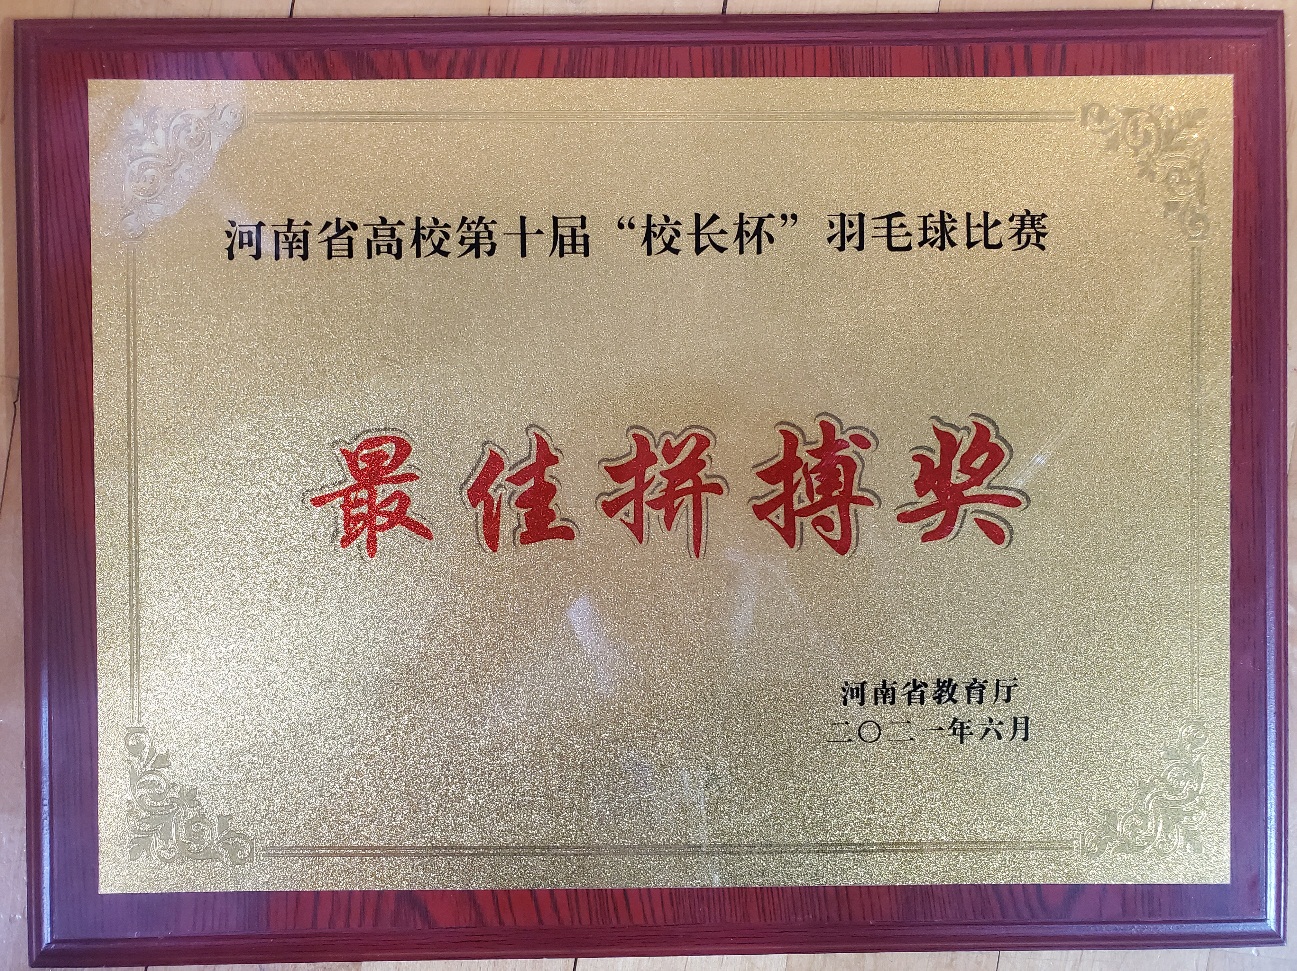 河南省高校第十届“校长杯”羽毛球比赛
最佳拼搏奖
河南省教育厅
二〇二一年六月